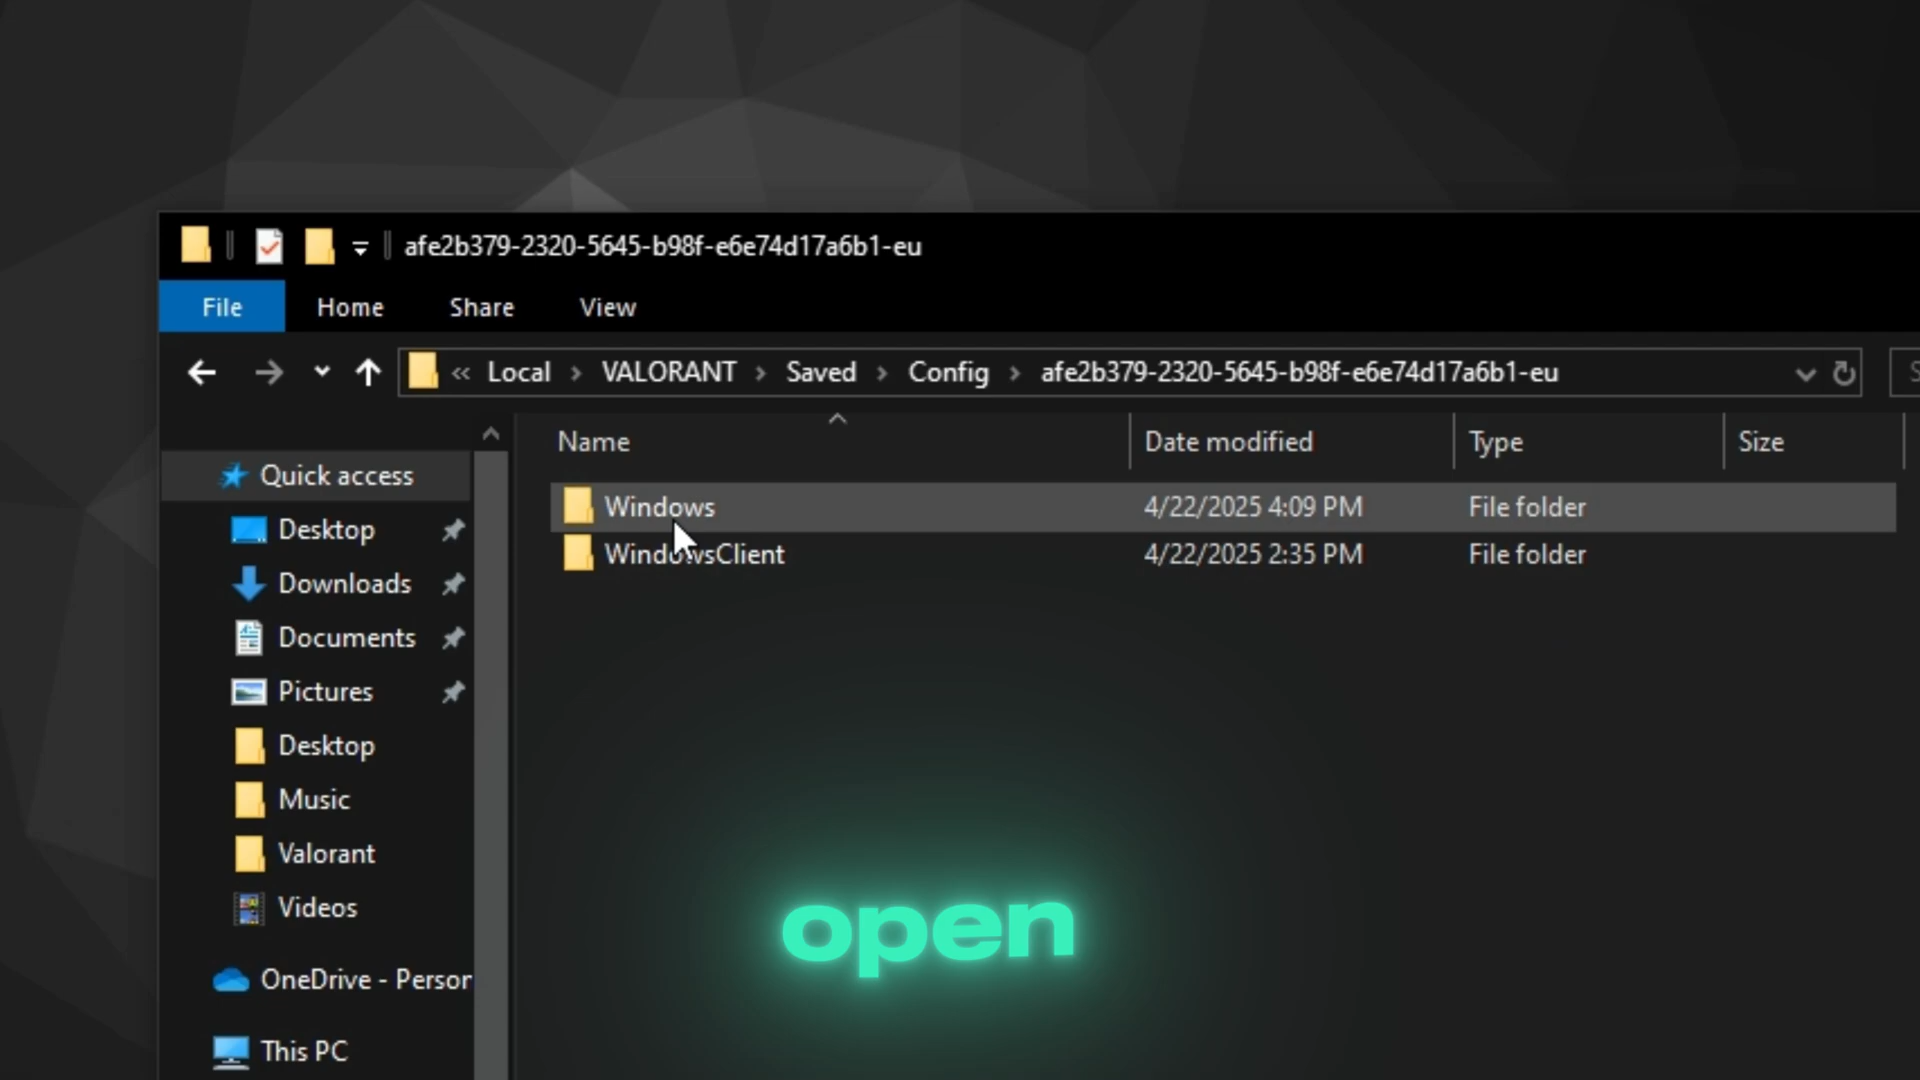 afe2b379-2320-5645-b98f-e6e74d17a6b1-eu
File Home Share View
« Local > VALORANT > Saved > Config > afe2b379-2320-5645-b98f-e6e74d17a6b1-eu
Name Date modified Type Size
Quick access
Desktop
Downloads
Documents
Pictures
Desktop
Music
Valorant
Videos
OneDrive - Person
This PC
Windows 4/22/2025 4:09 PM File folder
WindowsClient 4/22/2025 2:35 PM File folder
open